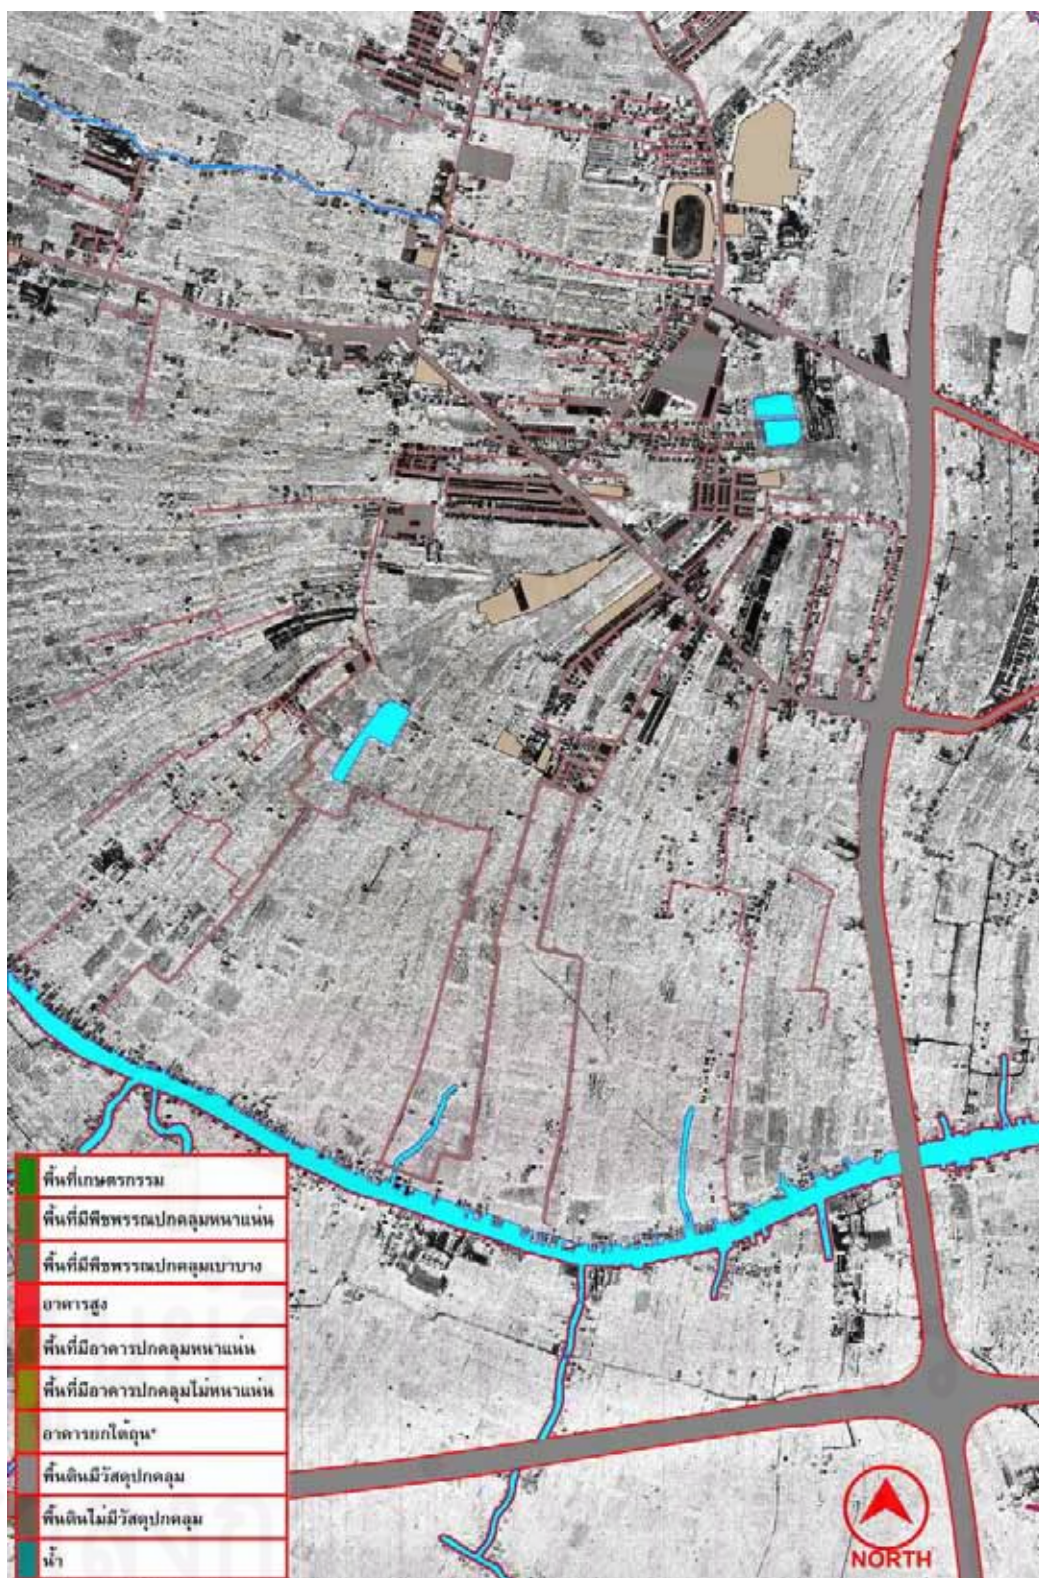 พื้นที่เกษตรกรรม
พื้นที่มีพืชพรรณปกคลุมหนาแน่น
พื้นที่มีพืชพรรณปกคลุมเบาบาง
อาคารสูง
พื้นที่มีอาคารปกคลุมหนาแน่น
พื้นที่มีอาคารปกคลุมไม่หนาแน่น
อาคารยกใต้ถุน*
พื้นดินมีวัสดุปกคลุม
พื้นดินไม่มีวัสดุปกคลุม
น้ำ
NORTH